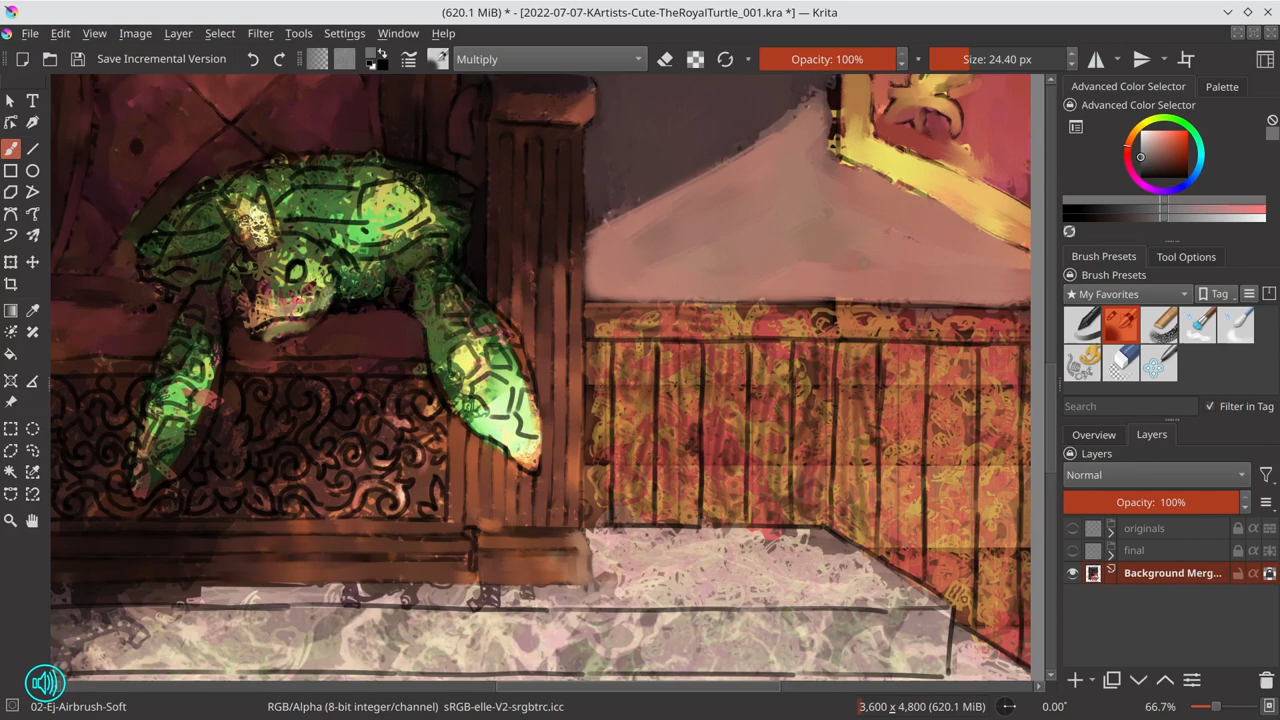 (620.1 MiB) * - [2022-07-07-KArtists-Cute-TheRoyalTurtle_001.kra *] — Krita
File Edit View Image Layer Select Filter Tools Settings Window Help
Save Incremental Version Multiply Opacity: 100% Size: 24.40 px
Advanced Color Selector Palette
Advanced Color Selector
Brush Presets Tool Options
Brush Presets
★ My Favorites Tag
Search Filter in Tag
Overview Layers
Layers
Normal
Opacity: 100%
originals
final
Background Merg...
02-Ej-Airbrush-Soft RGB/Alpha (8-bit integer/channel) sRGB-elle-V2-srgbtrc.icc 3,600 x 4,800 (620.1 MiB) 0.00° 66.7%